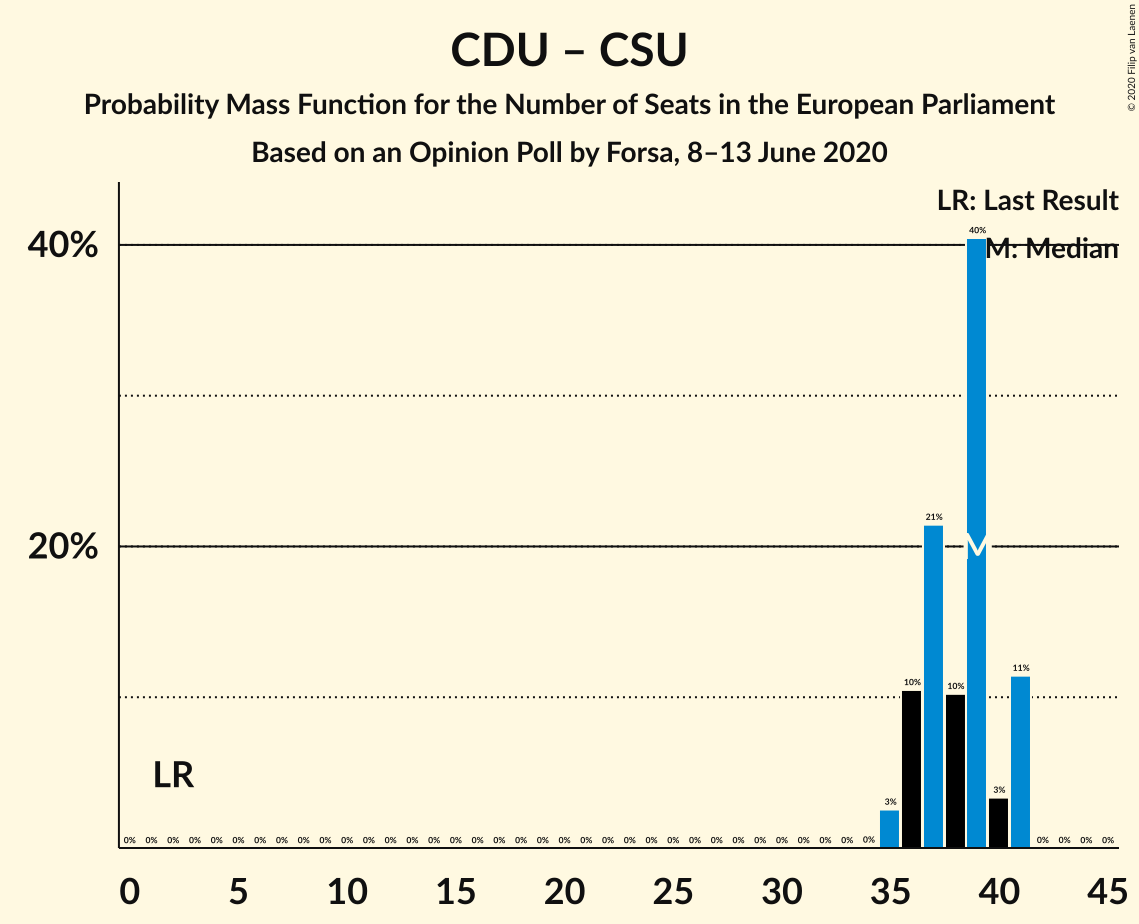 CDU – CSU
Probability Mass Function for the Number of Seats in the European Parliament
Based on an Opinion Poll by Forsa, 8–13 June 2020
© 2020 Filip van Laenen
LR: Last Result
M: Median
40%
20%
40%
21%
M
10%
10%
11%
LR
3%
3%
0% 0% 0% 0% 0% 0% 0% 0% 0% 0% 0% 0% 0% 0% 0% 0% 0% 0% 0% 0% 0% 0% 0% 0% 0% 0% 0% 0% 0% 0% 0% 0% 0% 0% 0% 0% 0% 0% 0%
0 5 10 15 20 25 30 35 40 45